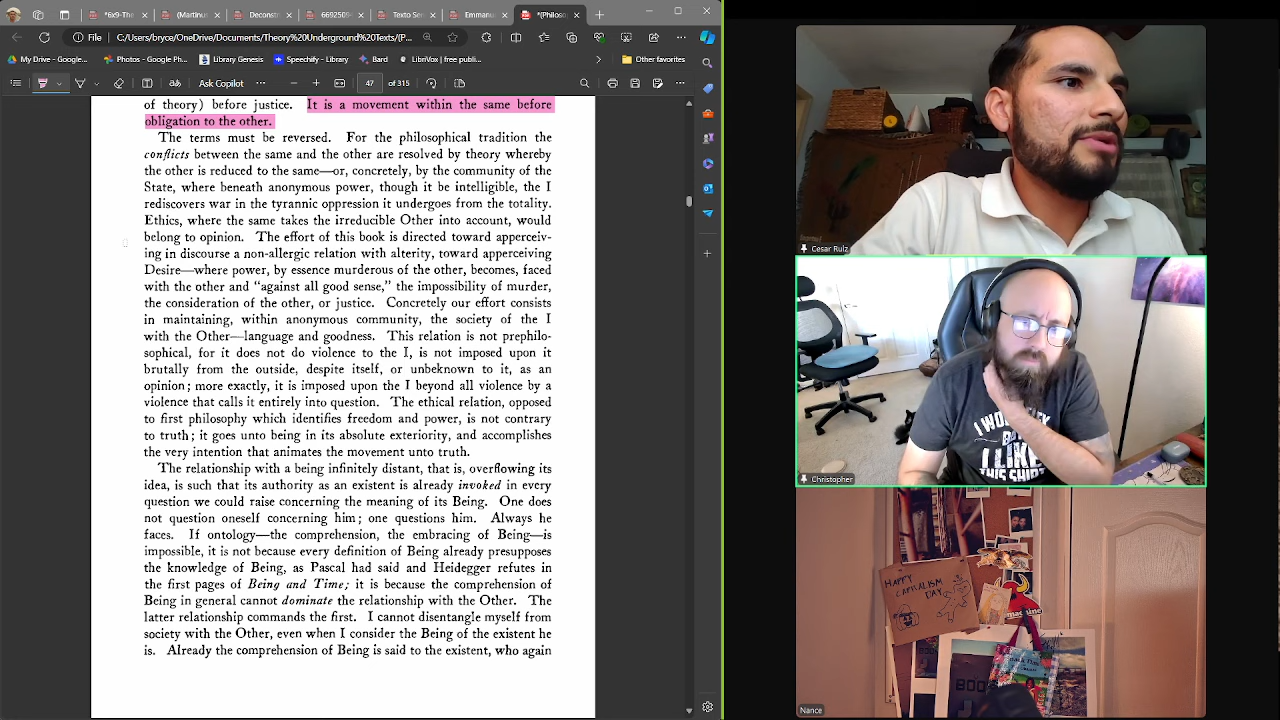 *6x9-The
(Martinus
Deconstr
6692509
Texto Se
Emmanu
*(Philoso
File
C:/Users/bryce/OneDrive/Documents/Theory%20Underground%20Texts/(P...
My Drive - Google...
Photos - Google Ph...
Library Genesis
Speechify - Library
Bard
LibriVox | free publi...
Other favorites
Ask Copilot
47 of 315
of theory) before justice. It is a movement within the same before
obligation to the other.
The terms must be reversed. For the philosophical tradition the
conflicts between the same and the other are resolved by theory whereby
the other is reduced to the same—or, concretely, by the community of the
State, where beneath anonymous power, though it be intelligible, the I
rediscovers war in the tyrannic oppression it undergoes from the totality.
Ethics, where the same takes the irreducible Other into account, would
belong to opinion. The effort of this book is directed toward apperceiv-
ing in discourse a non-allergic relation with alterity, toward apperceiving
Desire—where power, by essence murderous of the other, becomes, faced
with the other and "against all good sense," the impossibility of murder,
the consideration of the other, or justice. Concretely our effort consists
in maintaining, within anonymous community, the society of the I
with the Other—language and goodness. This relation is not prephilo-
sophical, for it does not do violence to the I, is not imposed upon it
brutally from the outside, despite itself, or unbeknown to it, as an
opinion; more exactly, it is imposed upon the I beyond all violence by a
violence that calls it entirely into question. The ethical relation, opposed
to first philosophy which identifies freedom and power, is not contrary
to truth; it goes unto being in its absolute exteriority, and accomplishes
the very intention that animates the movement unto truth.
The relationship with a being infinitely distant, that is, overflowing its
idea, is such that its authority as an existent is already invoked in every
question we could raise concerning the meaning of its Being. One does
not question oneself concerning him; one questions him. Always he
faces. If ontology—the comprehension, the embracing of Being—is
impossible, it is not because every definition of Being already presupposes
the knowledge of Being, as Pascal had said and Heidegger refutes in
the first pages of Being and Time; it is because the comprehension of
Being in general cannot dominate the relationship with the Other. The
latter relationship commands the first. I cannot disentangle myself from
society with the Other, even when I consider the Being of the existent he
is. Already the comprehension of Being is said to the existent, who again
Cesar Ruiz
I LIKE
THIS SHIRT
Christopher
HAPPY
CAPITALISM
DAY
BOO
Nance